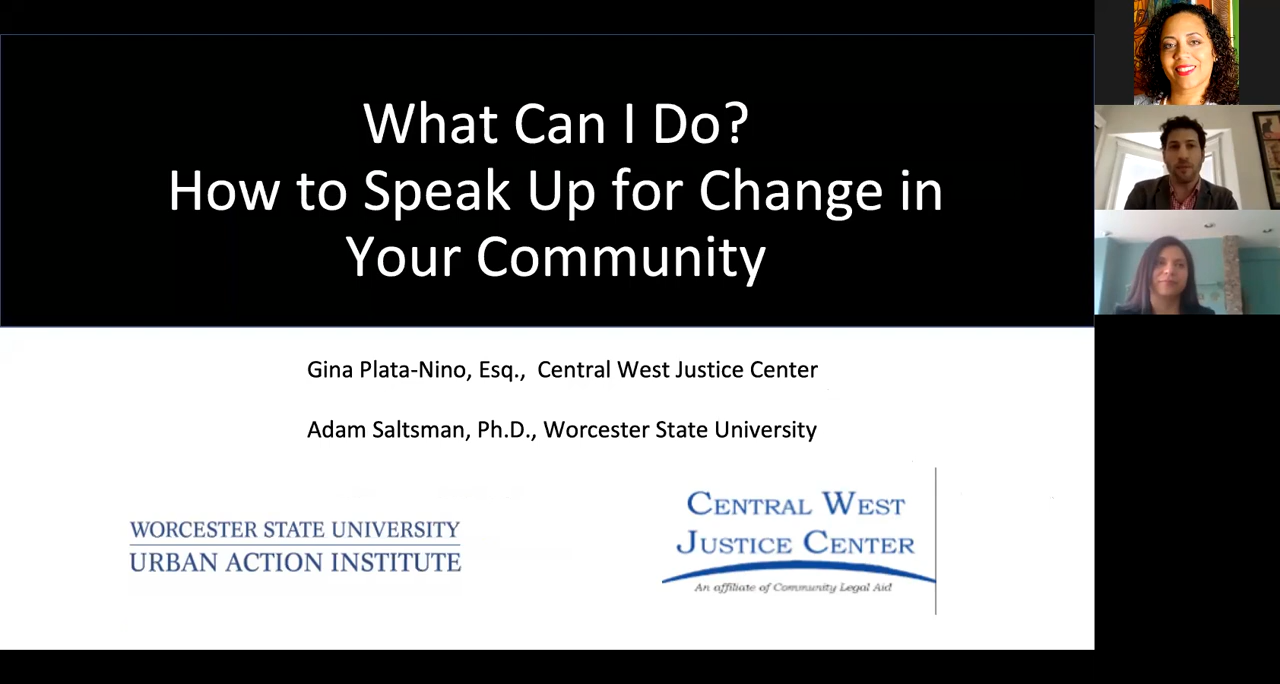 What Can I Do?
How to Speak Up for Change in
Your Community
Gina Plata-Nino, Esq.,  Central West Justice Center
Adam Saltsman, Ph.D., Worcester State University
WORCESTER STATE UNIVERSITY
URBAN ACTION INSTITUTE
CENTRAL WEST
JUSTICE CENTER
An affiliate of Community Legal Aid